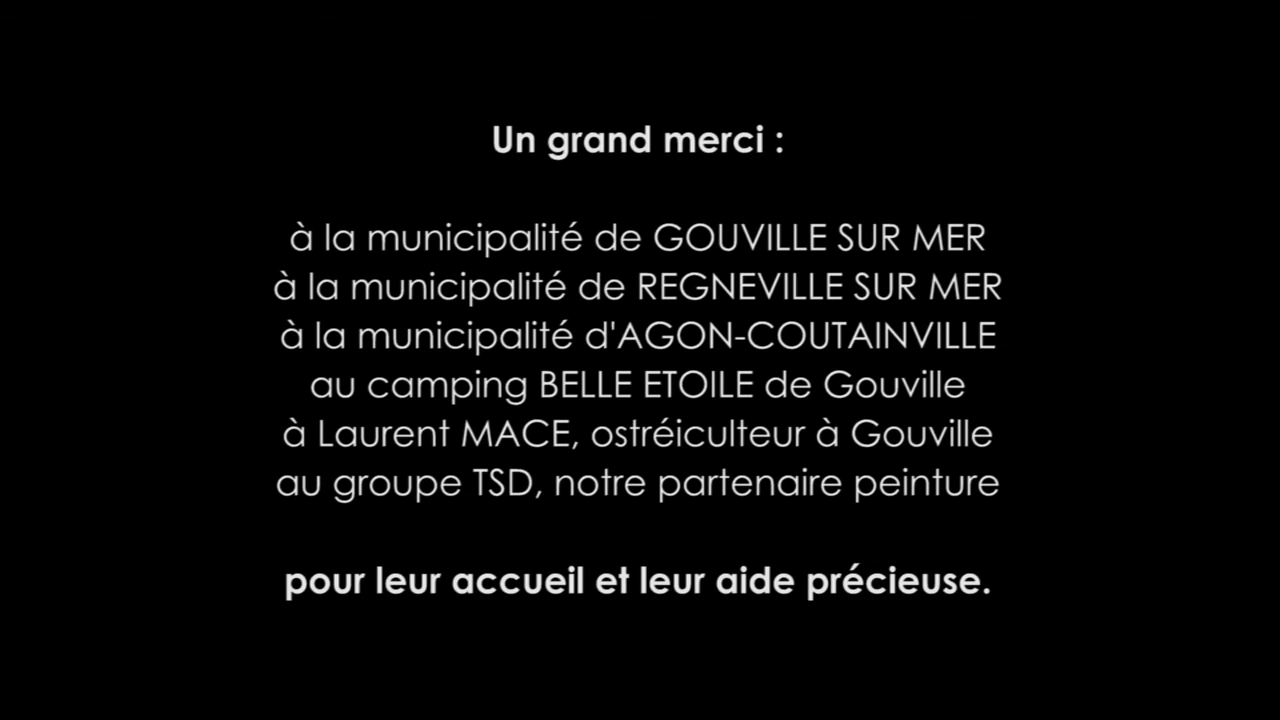 Un grand merci :
à la municipalité de GOUVILLE SUR MER
à la municipalité de REGNEVILLE SUR MER
à la municipalité d'AGON-COUTAINVILLE
au camping BELLE ETOILE de Gouville
à Laurent MACE, ostréiculteur à Gouville
au groupe TSD, notre partenaire peinture
pour leur accueil et leur aide précieuse.